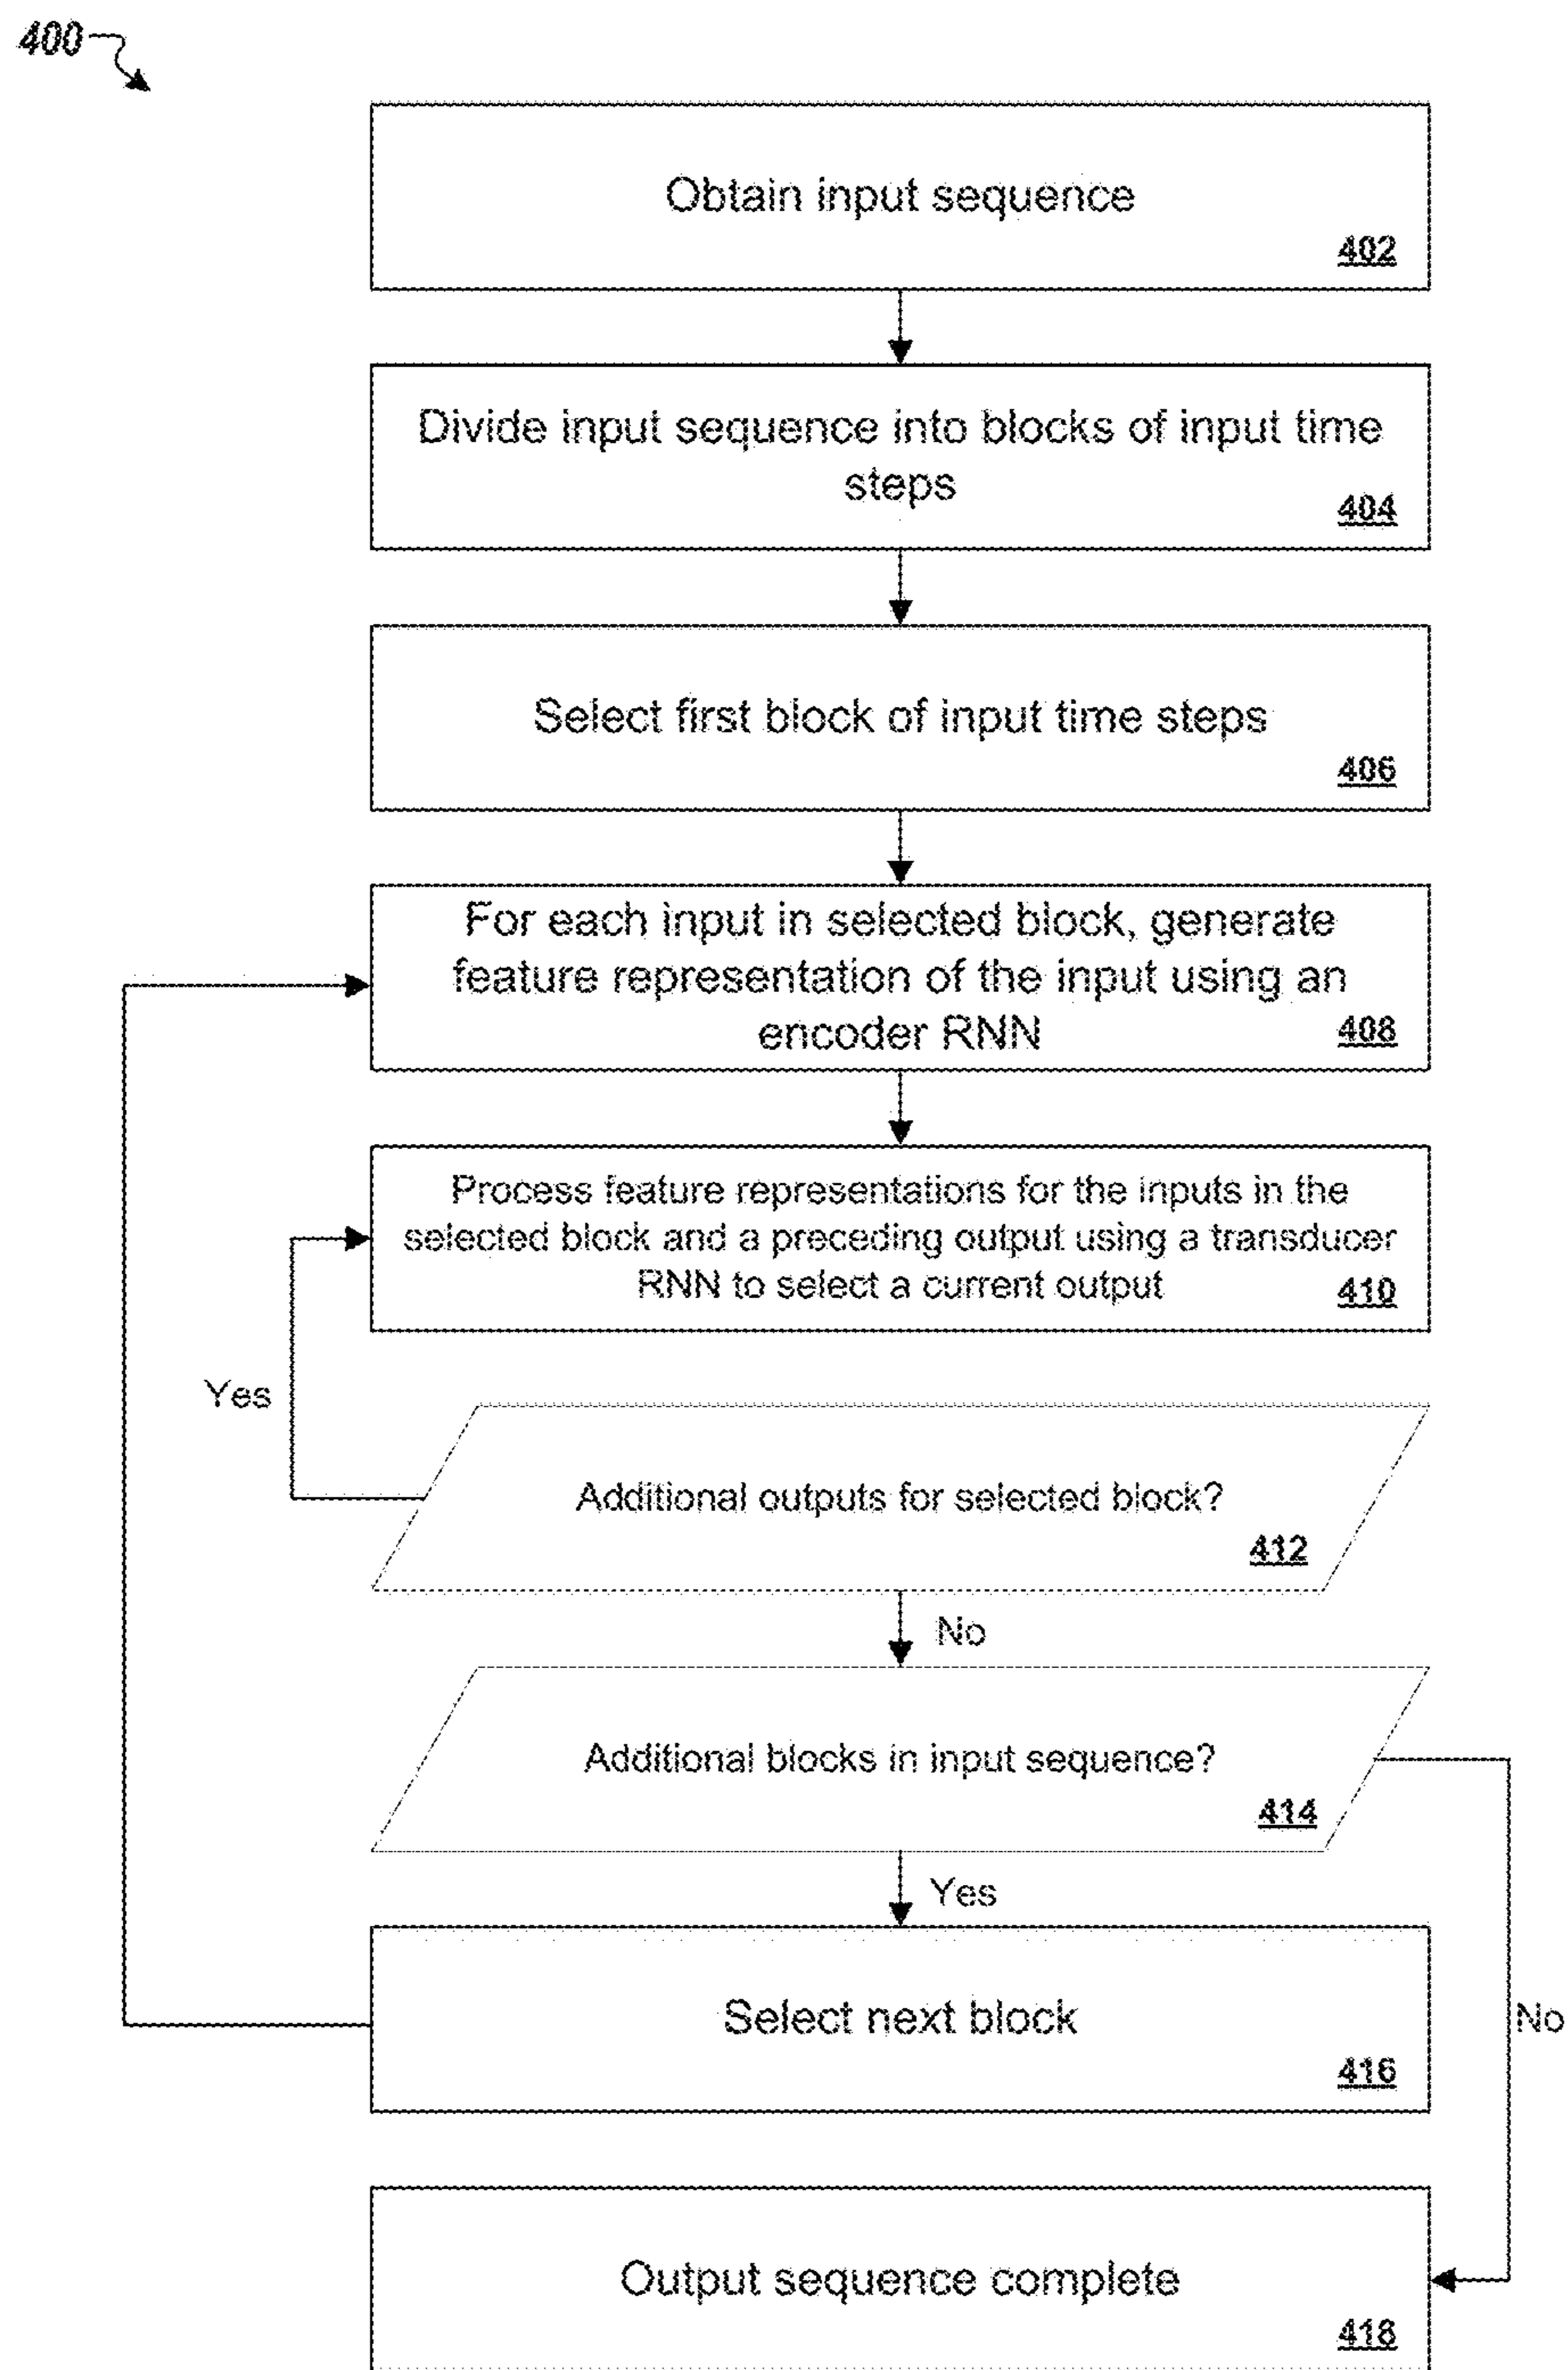 400
Obtain input sequence
402
Divide input sequence into blocks of input time
steps
404
Select first block of input time steps
406
For each input in selected block, generate
feature representation of the input using an
encoder RNN
408
Process feature representations for the inputs in the
selected block and a preceding output using a transducer
RNN to select a current output
410
Yes
Additional outputs for selected block?
412
No
Additional blocks in input sequence?
414
Yes
Select next block
416
No
Output sequence complete
418